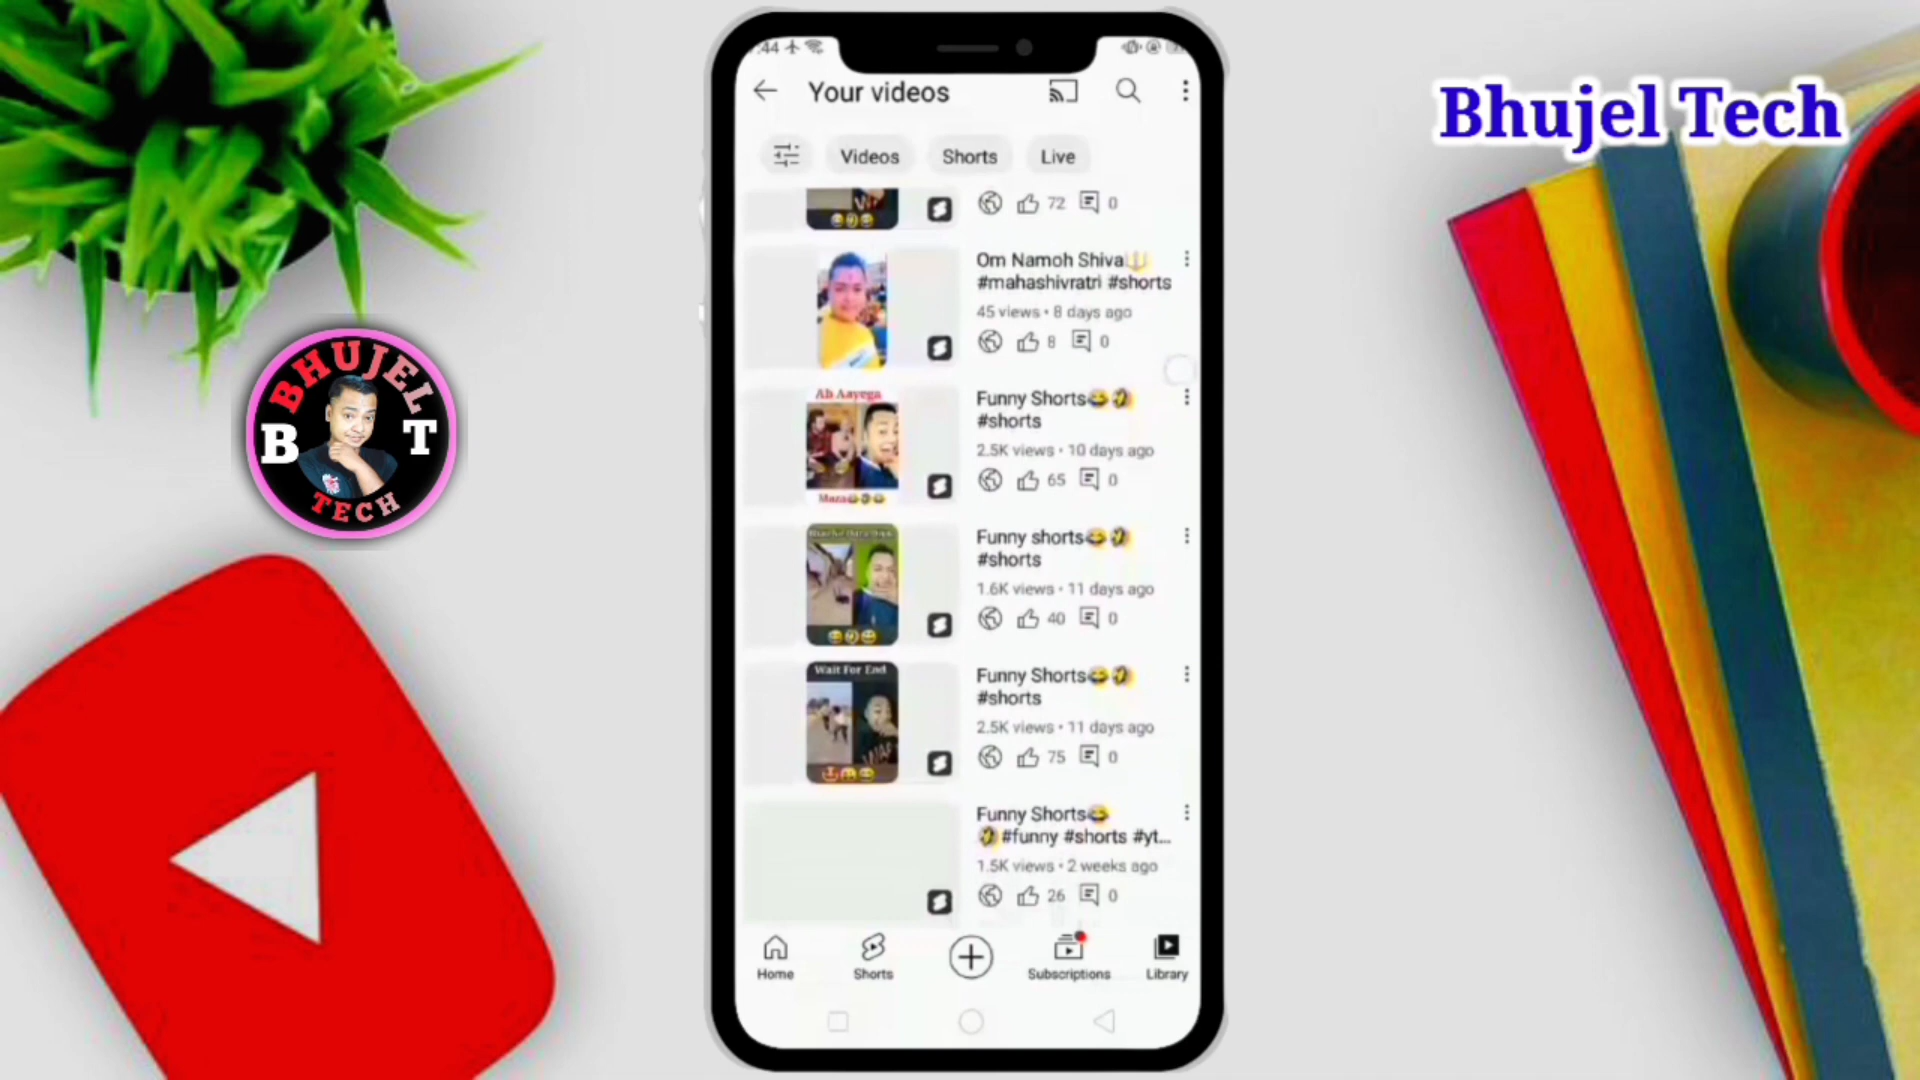 Bhujel Tech
BHUJEL
B T
TECH
:44
Your videos
Videos Shorts Live
72 0
Om Namoh Shiva🔱
#mahashivratri #shorts
45 views • 8 days ago
8 0
Ab Aayega
Maza😂🤣😂
Funny Shorts😂🤣
#shorts
2.5K views • 10 days ago
65 0
Funny shorts😂🤣
#shorts
1.6K views • 11 days ago
40 0
Wait For End
Funny Shorts😂🤣
#shorts
2.5K views • 11 days ago
75 0
Funny Shorts😂
🤣#funny #shorts #yt...
1.5K views • 2 weeks ago
26 0
Home Shorts Subscriptions Library